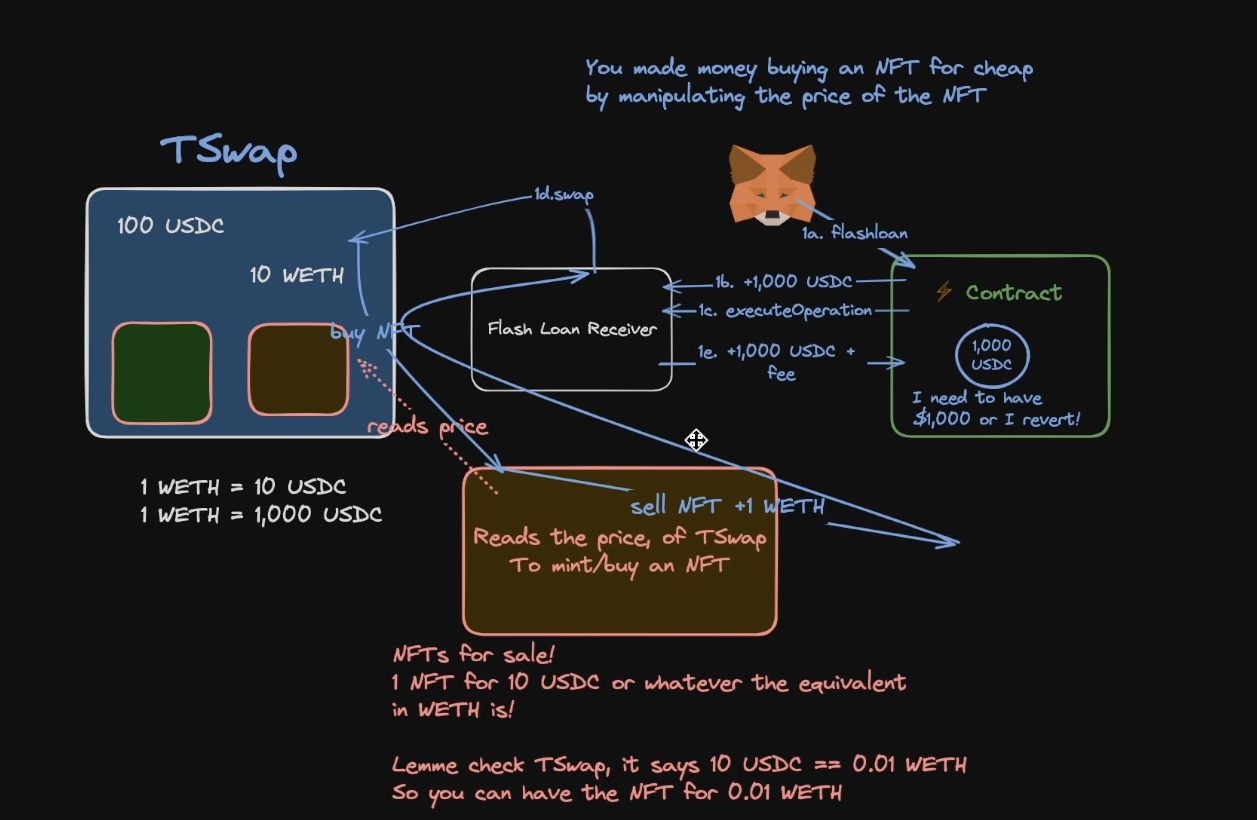 You made money buying an NFT for cheap
by manipulating the price of the NFT
TSwap
100 USDC
10 WETH
buy NFT
reads price
1 WETH = 10 USDC
1 WETH = 1,000 USDC
1d.swap
Flash Loan Receiver
1a. flashloan
1b. +1,000 USDC
1c. executeOperation
1e. +1,000 USDC +
fee
Contract
1,000
USDC
I need to have
$1,000 or I revert!
sell NFT +1 WETH
Reads the price, of TSwap
To mint/buy an NFT
NFTs for sale!
1 NFT for 10 USDC or whatever the equivalent
in WETH is!
Lemme check TSwap, it says 10 USDC == 0.01 WETH
So you can have the NFT for 0.01 WETH